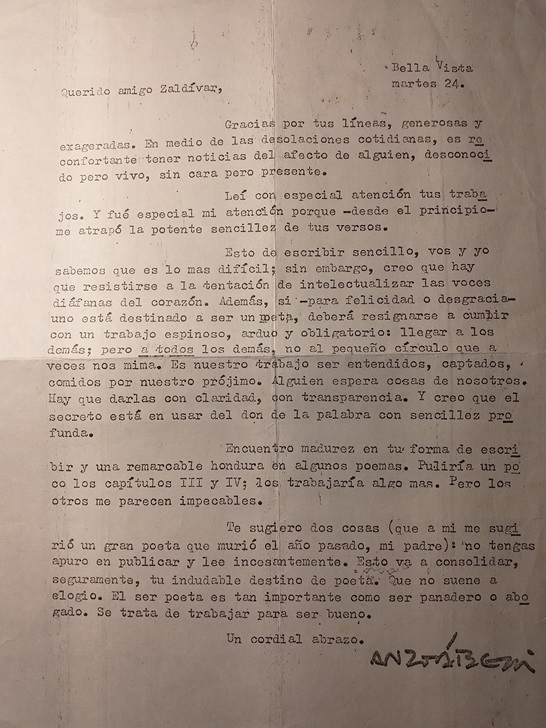 Bella Vista
martes 24.
Querido amigo Zaldívar,
Gracias por tus líneas, generosas y
exageradas. En medio de las desolaciones cotidianas, es re
confortante tener noticias del afecto de alguien, desconoci
do pero vivo, sin cara pero presente.
Leí con especial atención tus traba
jos. Y fué especial mi atención porque —desde el principio—
me atrapó la potente sencillez de tus versos.
Esto de escribir sencillo, vos y yo
sabemos que es lo mas difícil; sin embargo, creo que hay
que resistirse a la tentación de intelectualizar las voces
diáfanas del corazón. Además, si —para felicidad o desgracia—
uno está destinado a ser un meta, deberá resignarse a cumbir
con un trabajo espinoso, arduo y obligatorio: llegar a los
demás; pero a todos los demás, no al pequeño círculo que a
veces nos mima. Es nuestro trabajo ser entendidos, captados,
comidos por nuestro prójimo. Alguien espera cosas de nosotros.
Hay que darlas con claridad, con transparencia. Y creo que el
secreto está en usar del don de la palabra con sencillez pro
funda.
Encuentro madurez en tu forma de escri
bir y una remarcable hondura en algunos poemas. Puliría un po
co los capítulos III y IV; los trabajaría algo mas. Pero los
otros me parecen impecables.
Te sugiero dos cosas (que a mi me sugi
rió un gran poeta que murió el año pasado, mi padre): no tengas
apuro en publicar y lee incesantemente. Esto va a consolidar,
seguramente, tu indudable destino de poeta. Que no suene a
elogio. El ser poeta es tan importante como ser panadero o abo
gado. Se trata de trabajar para ser bueno.
Un cordial abrazo.